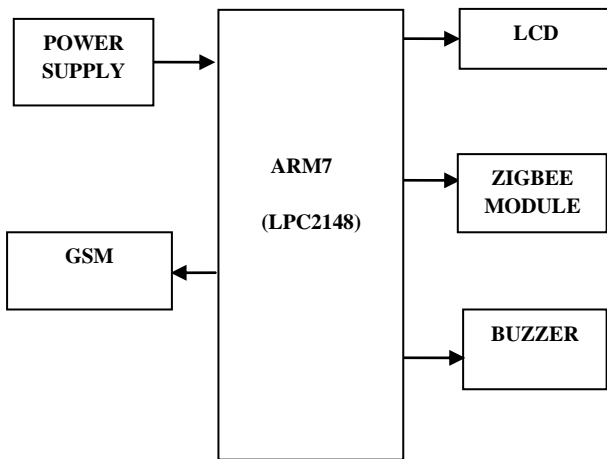 POWER
SUPPLY
LCD
ARM7
(LPC2148)
ZIGBEE
MODULE
GSM
BUZZER